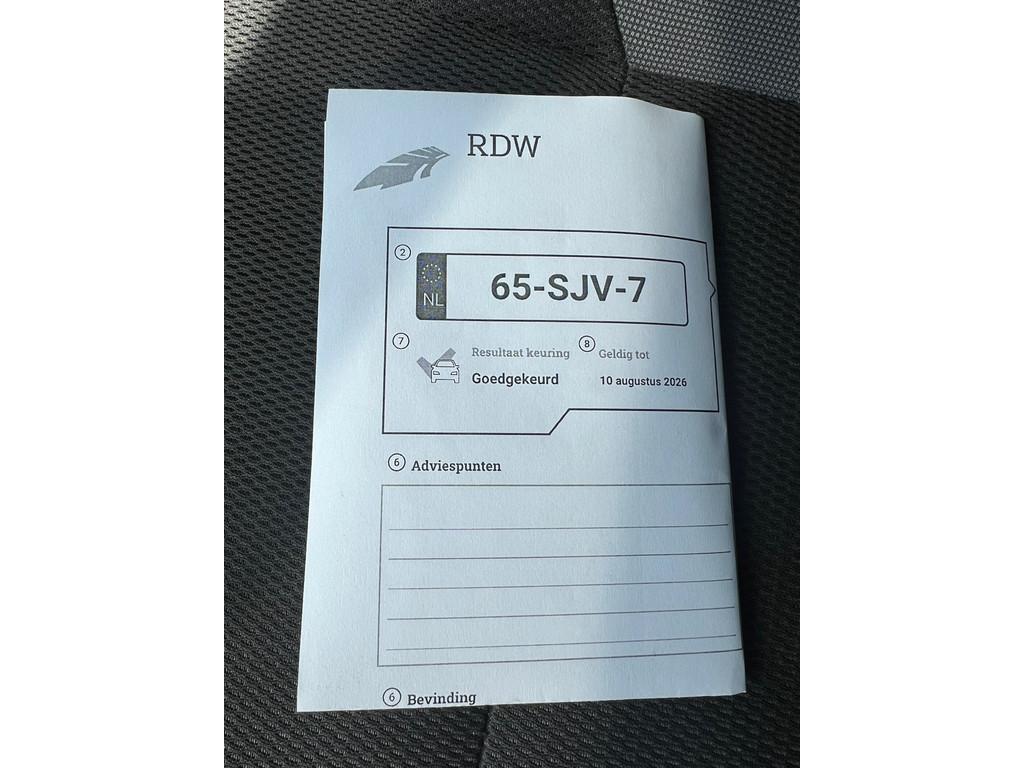 RDW
2
NL
65-SJV-7
7
Resultaat keuring
8
Geldig tot
Goedgekeurd
10 augustus 2026
6 Adviespunten
6 Bevinding